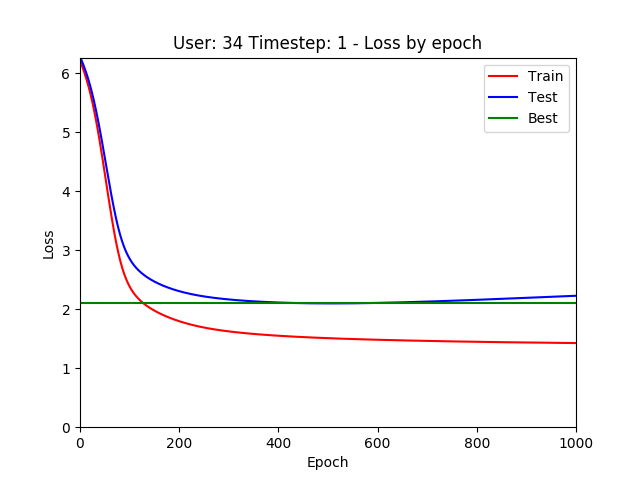 User: 34 Timestep: 1 - Loss by epoch
Train
Test
Best
Loss
6
5
4
3
2
1
0
0 200 400 600 800 1000
Epoch